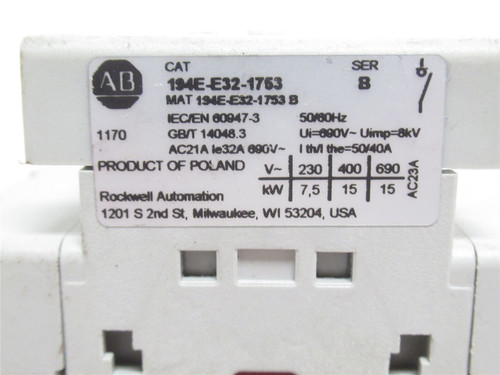 AB
CAT
SER
194E-E32-1753
B
MAT 194E-E32-1753 B
IEC/EN 60947-3 50/60Hz
1170 GB/T 14048.3 Ui=690V~ Uimp=8kV
AC21A Ie32A 690V~ I th/I the=50/40A
PRODUCT OF POLAND V~ 230 400 690
kW 7,5 15 15
AC23A
Rockwell Automation
1201 S 2nd St, Milwaukee, WI 53204, USA